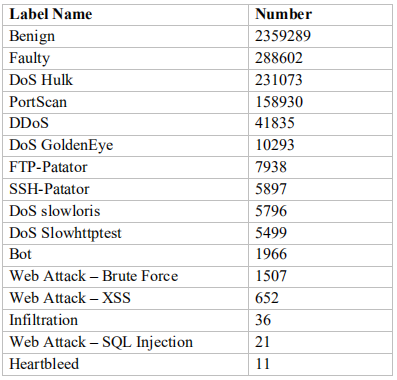 Label Name Number
Benign 2359289
Faulty 288602
DoS Hulk 231073
PortScan 158930
DDoS 41835
DoS GoldenEye 10293
FTP-Patator 7938
SSH-Patator 5897
DoS slowloris 5796
DoS Slowhttptest 5499
Bot 1966
Web Attack – Brute Force 1507
Web Attack – XSS 652
Infiltration 36
Web Attack – SQL Injection 21
Heartbleed 11